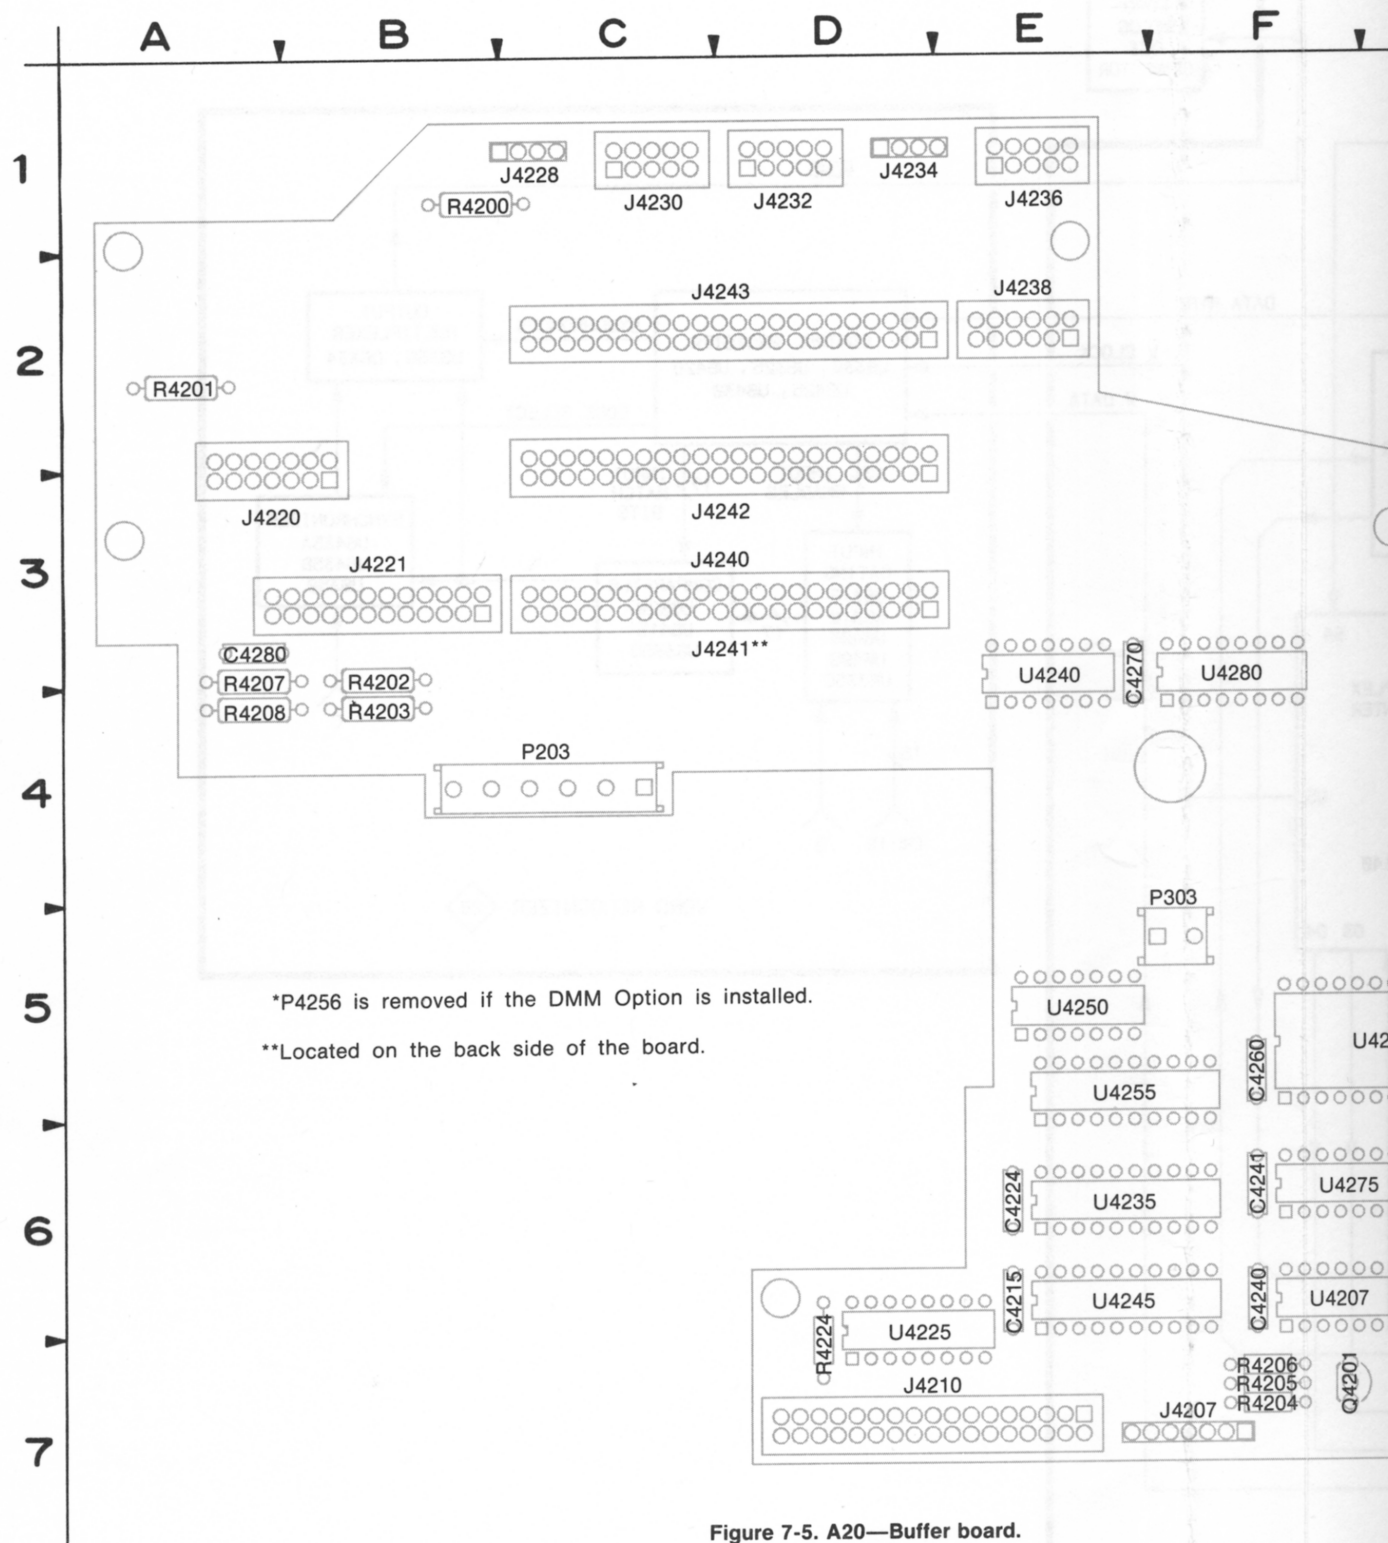 A B C D E F
1
J4228 J4230 J4232 J4234 J4236
R4200
J4243 J4238
2
R4201
J4220 J4242
3
J4221 J4240
J4241**
C4280
R4207 R4202
R4208 R4203
U4240 C4270 U4280
P203
4
P303
5
*P4256 is removed if the DMM Option is installed.
**Located on the back side of the board.
U4250
C4260 U42
U4255
6
C4224 U4235 C4241 U4275
C4215 U4245 C4240 U4207
R4224 U4225
R4206
R4205
R4204
Q4201
J4210 J4207
7
Figure 7-5. A20—Buffer board.